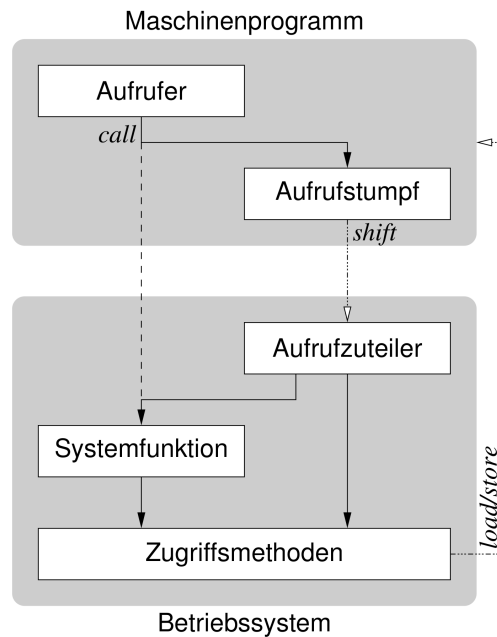 Maschinenprogramm
Aufrufer
call
Aufrufstumpf
shift
Aufrufzuteiler
Systemfunktion
load/store
Zugriffsmethoden
Betriebssystem